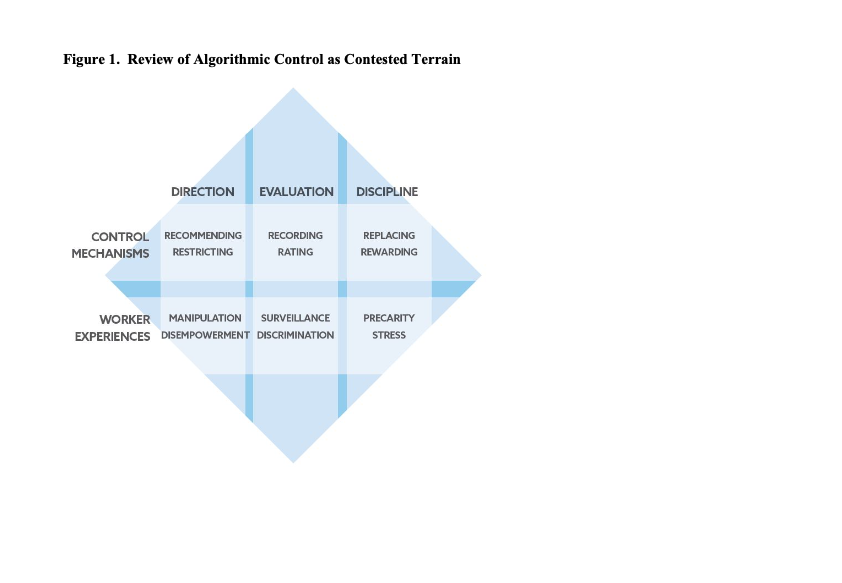 Figure 1.  Review of Algorithmic Control as Contested Terrain
DIRECTION EVALUATION DISCIPLINE
CONTROL MECHANISMS
RECOMMENDING RECORDING REPLACING
RESTRICTING RATING REWARDING
WORKER EXPERIENCES
MANIPULATION SURVEILLANCE PRECARITY
DISEMPOWERMENT DISCRIMINATION STRESS